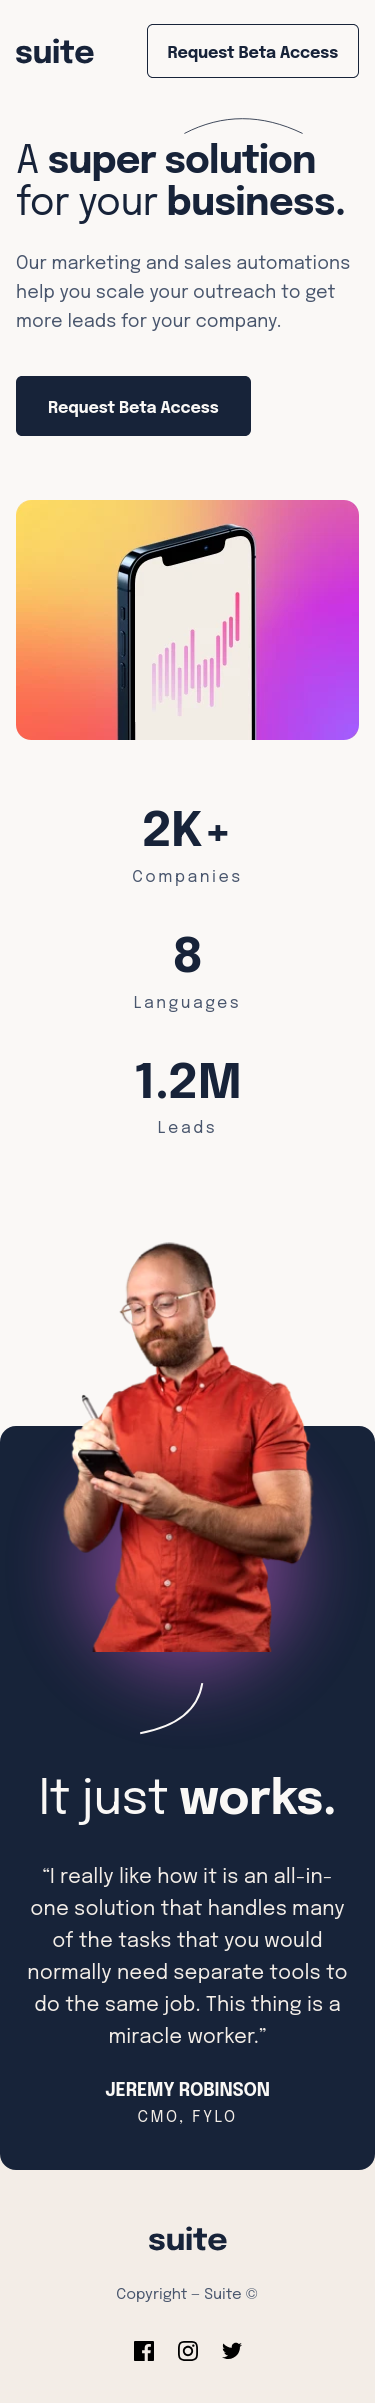 suite
Request Beta Access
A super solution
for your business.
Our marketing and sales automations
help you scale your outreach to get
more leads for your company.
Request Beta Access
2K+
Companies
8
Languages
1.2M
Leads
It just works.
“I really like how it is an all-in-
one solution that handles many
of the tasks that you would
normally need separate tools to
do the same job. This thing is a
miracle worker.”
JEREMY ROBINSON
CMO, FYLO
suite
Copyright – Suite ©